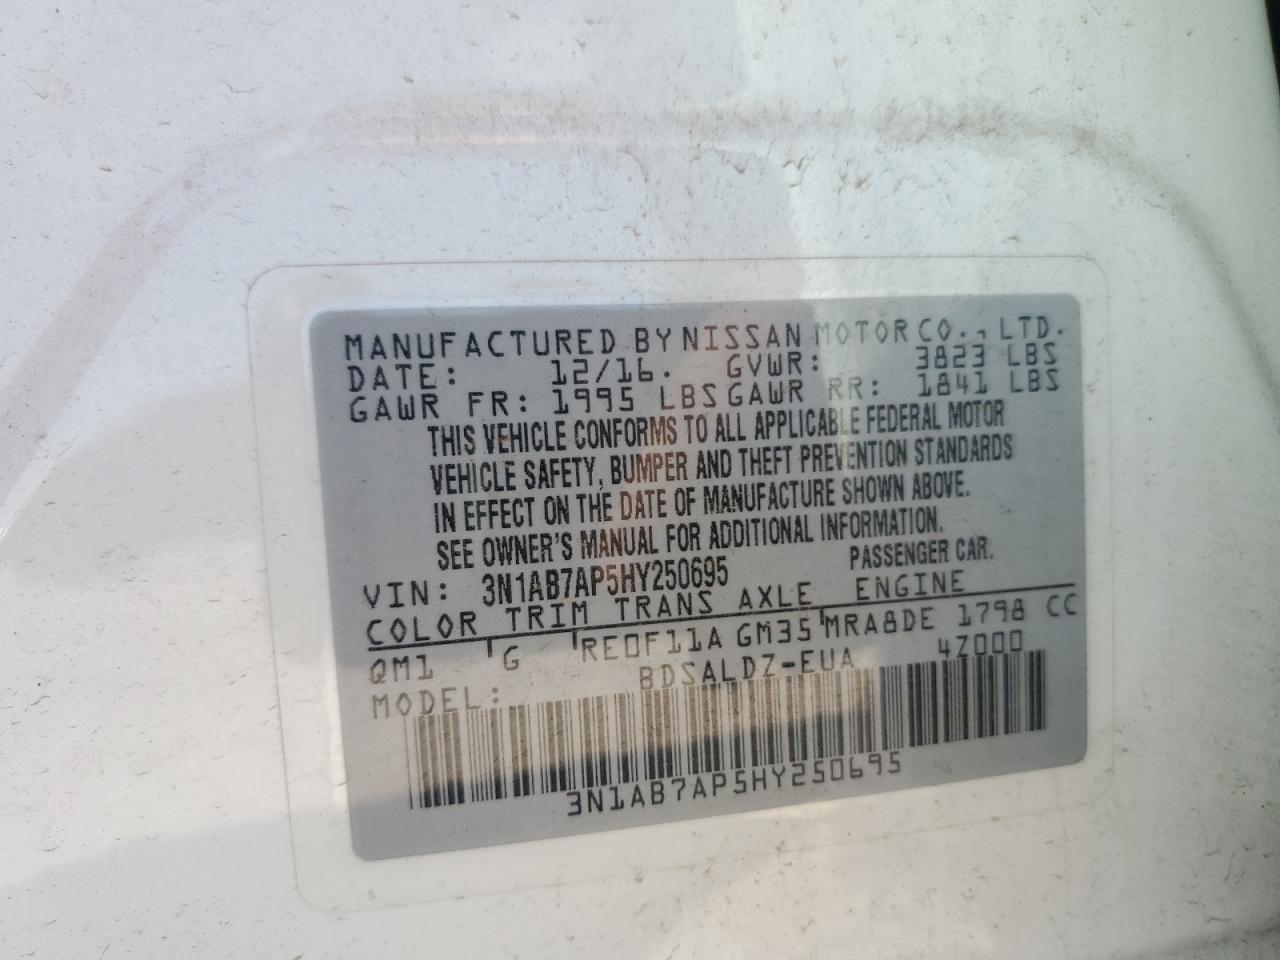 MANUFACTURED BY NISSAN MOTOR CO., LTD.
DATE: 12/16. GVWR: 3823 LBS
GAWR FR: 1995 LBS GAWR RR: 1841 LBS
THIS VEHICLE CONFORMS TO ALL APPLICABLE FEDERAL MOTOR
VEHICLE SAFETY, BUMPER AND THEFT PREVENTION STANDARDS
IN EFFECT ON THE DATE OF MANUFACTURE SHOWN ABOVE.
SEE OWNER'S MANUAL FOR ADDITIONAL INFORMATION.
VIN: 3N1AB7AP5HY250695 PASSENGER CAR.
COLOR TRIM TRANS AXLE ENGINE
QM1 G RE0F11A GM35 MRA8DE 1798 CC
MODEL: BDSALDZ-EUA 4Z000
3N1AB7AP5HY250695